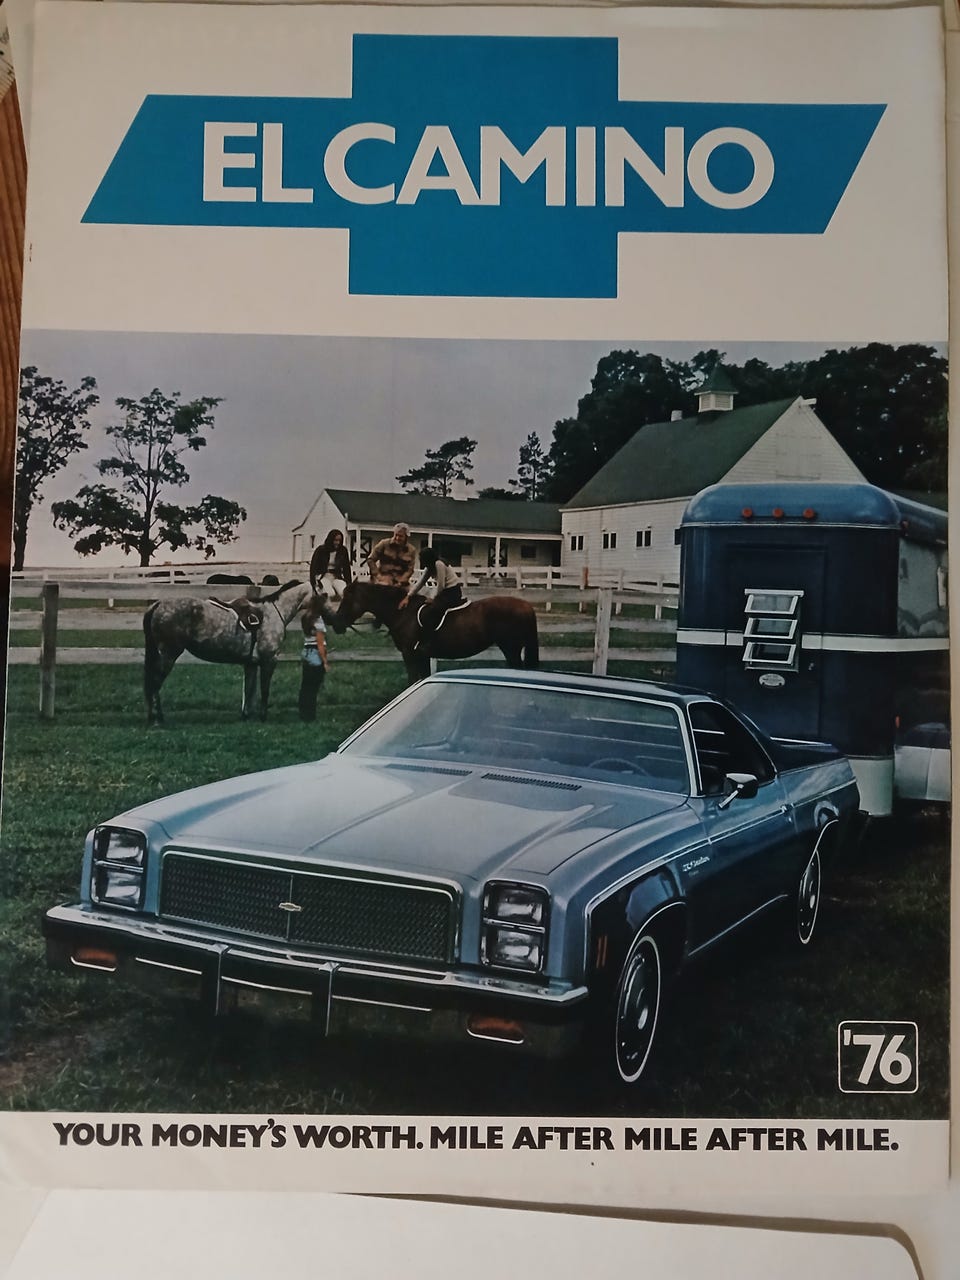 EL CAMINO
'76
YOUR MONEY'S WORTH. MILE AFTER MILE AFTER MILE.